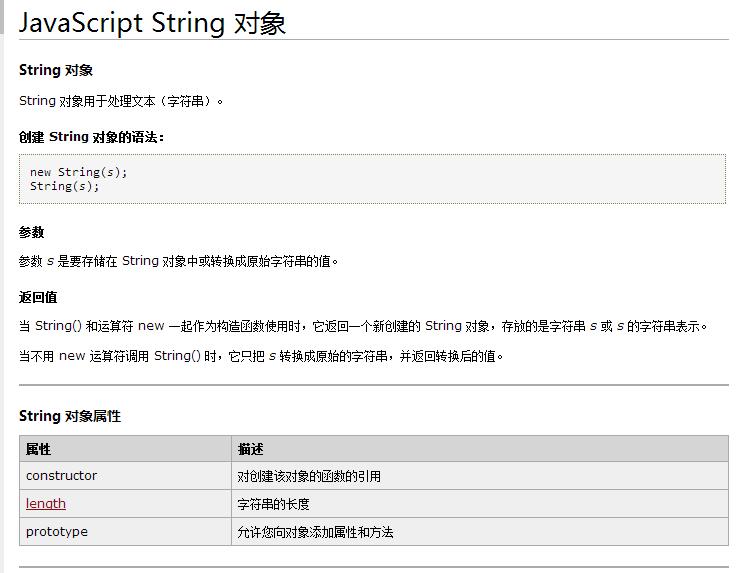 JavaScript String 对象
String 对象
String 对象用于处理文本（字符串）。
创建 String 对象的语法：
new String(s);
String(s);
参数
参数 s 是要存储在 String 对象中或转换成原始字符串的值。
返回值
当 String() 和运算符 new 一起作为构造函数使用时，它返回一个新创建的 String 对象，存放的是字符串 s 或 s 的字符串表示。
当不用 new 运算符调用 String() 时，它只把 s 转换成原始的字符串，并返回转换后的值。
String 对象属性
属性 描述
constructor 对创建该对象的函数的引用
length 字符串的长度
prototype 允许您向对象添加属性和方法